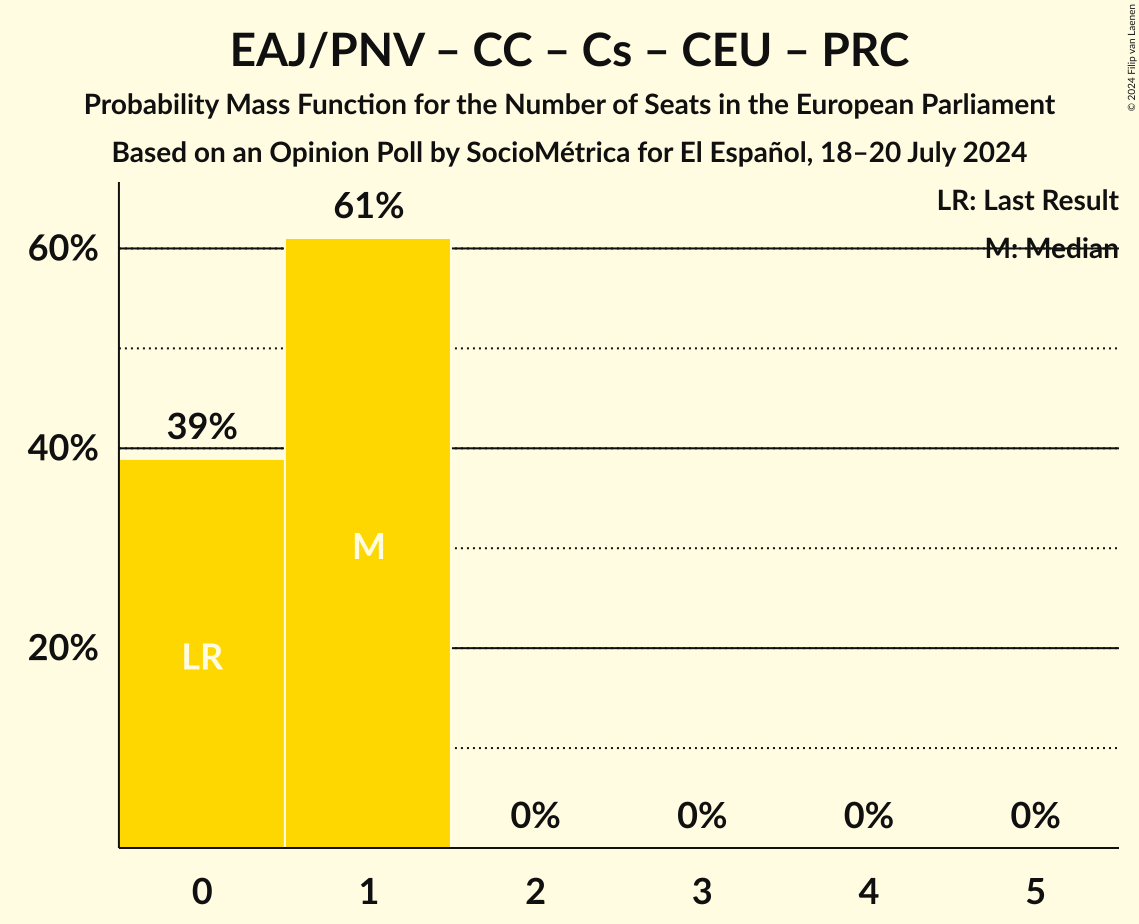 EAJ/PNV – CC – Cs – CEU – PRC
Probability Mass Function for the Number of Seats in the European Parliament
Based on an Opinion Poll by SocioMétrica for El Español, 18–20 July 2024
© 2024 Filip van Laenen
LR: Last Result
M: Median
61%
60%
39%
40%
M
LR
20%
0% 0% 0% 0%
0 1 2 3 4 5